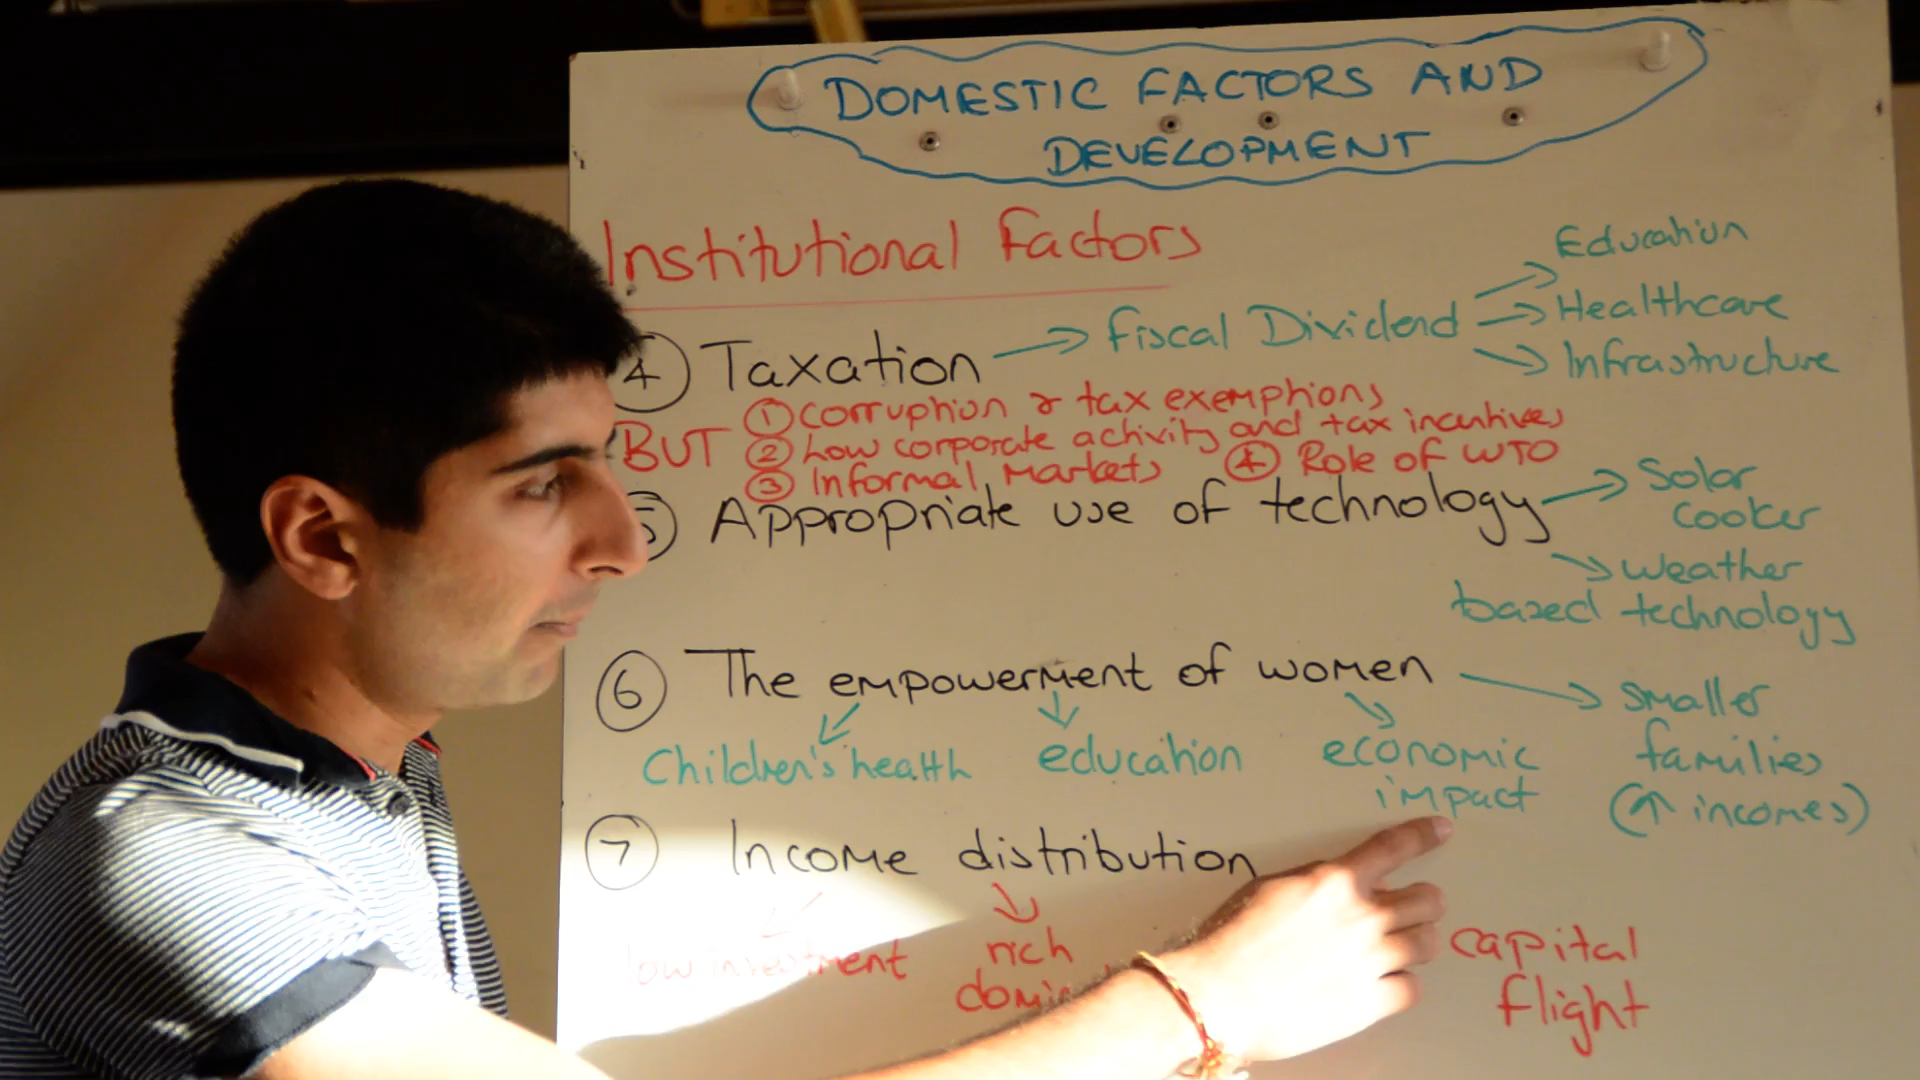 DOMESTIC FACTORS AND
DEVELOPMENT
Institutional Factors
4 Taxation → Fiscal Dividend → Education
→ Healthcare
→ Infrastructure
BUT 1 Corruption & tax exemptions
2 Low corporate activity and tax incentives
3 Informal Markets 4 Role of WTO
5 Appropriate use of technology → Solar
Cooker
→ Weather
based technology
6 The empowerment of women → Smaller
families
(↑ incomes)
Children's health
education
economic
impact
7 Income distribution
low investment
rich
capital
flight